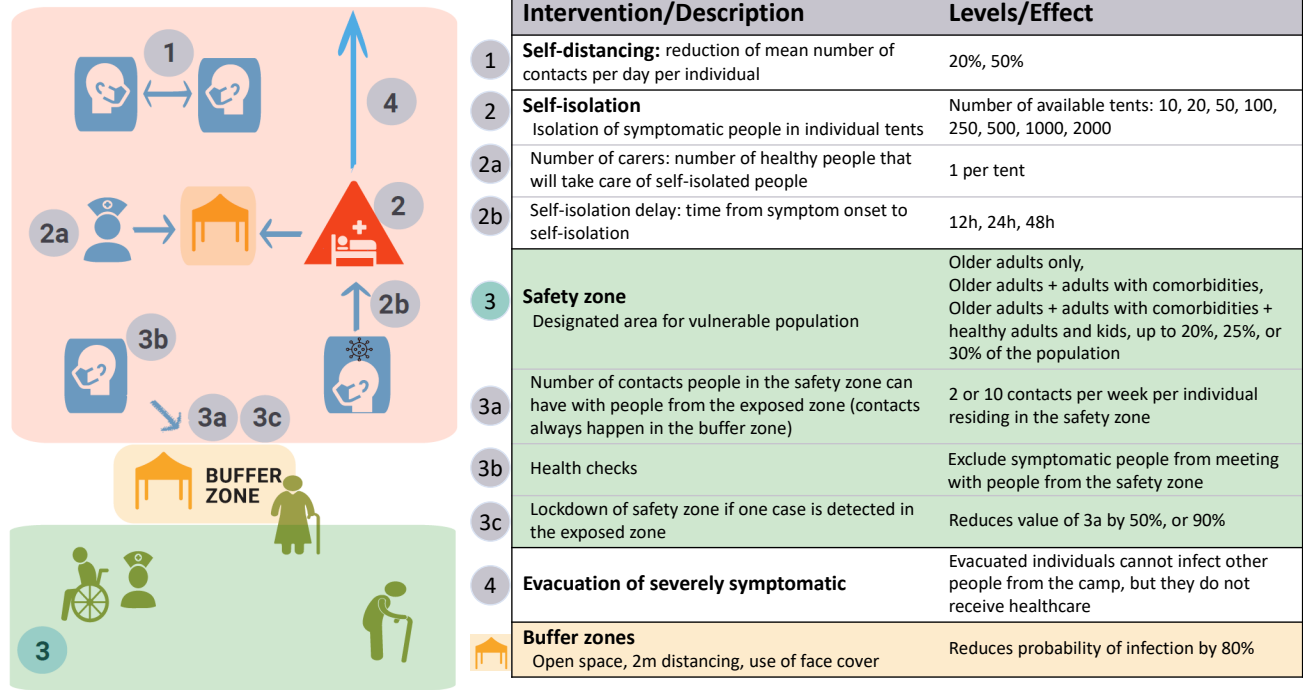 1
4
2
2a
2b
3b
3a
3c
BUFFER
ZONE
3
Intervention/Description
Levels/Effect
1
Self-distancing: reduction of mean number of
contacts per day per individual
20%, 50%
2
Self-isolation
Isolation of symptomatic people in individual tents
Number of available tents: 10, 20, 50, 100,
250, 500, 1000, 2000
2a
Number of carers: number of healthy people that
will take care of self-isolated people
1 per tent
2b
Self-isolation delay: time from symptom onset to
self-isolation
12h, 24h, 48h
3
Safety zone
Designated area for vulnerable population
Older adults only,
Older adults + adults with comorbidities,
Older adults + adults with comorbidities +
healthy adults and kids, up to 20%, 25%, or
30% of the population
3a
Number of contacts people in the safety zone can
have with people from the exposed zone (contacts
always happen in the buffer zone)
2 or 10 contacts per week per individual
residing in the safety zone
3b
Health checks
Exclude symptomatic people from meeting
with people from the safety zone
3c
Lockdown of safety zone if one case is detected in
the exposed zone
Reduces value of 3a by 50%, or 90%
4
Evacuation of severely symptomatic
Evacuated individuals cannot infect other
people from the camp, but they do not
receive healthcare
Buffer zones
Open space, 2m distancing, use of face cover
Reduces probability of infection by 80%